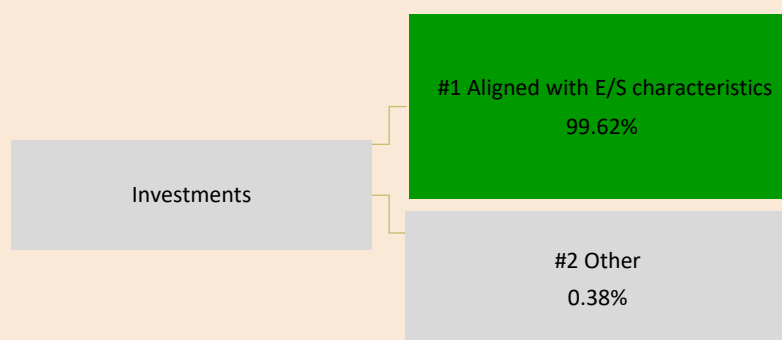 #1 Aligned with E/S characteristics
99.62%
Investments
#2 Other
0.38%